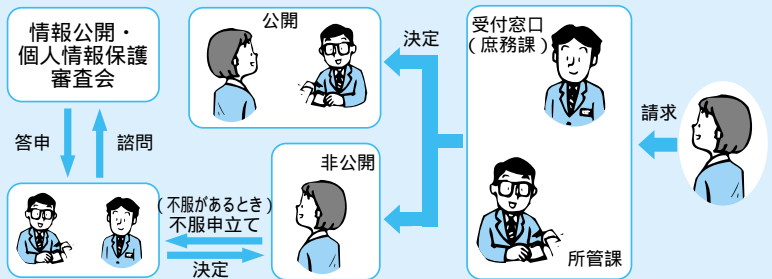 情報公開・
個人情報保護
審査会
答申
諮問
公開
決定
受付窓口
(庶務課)
請求
非公開
(不服があるとき)
不服申立て
決定
所管課